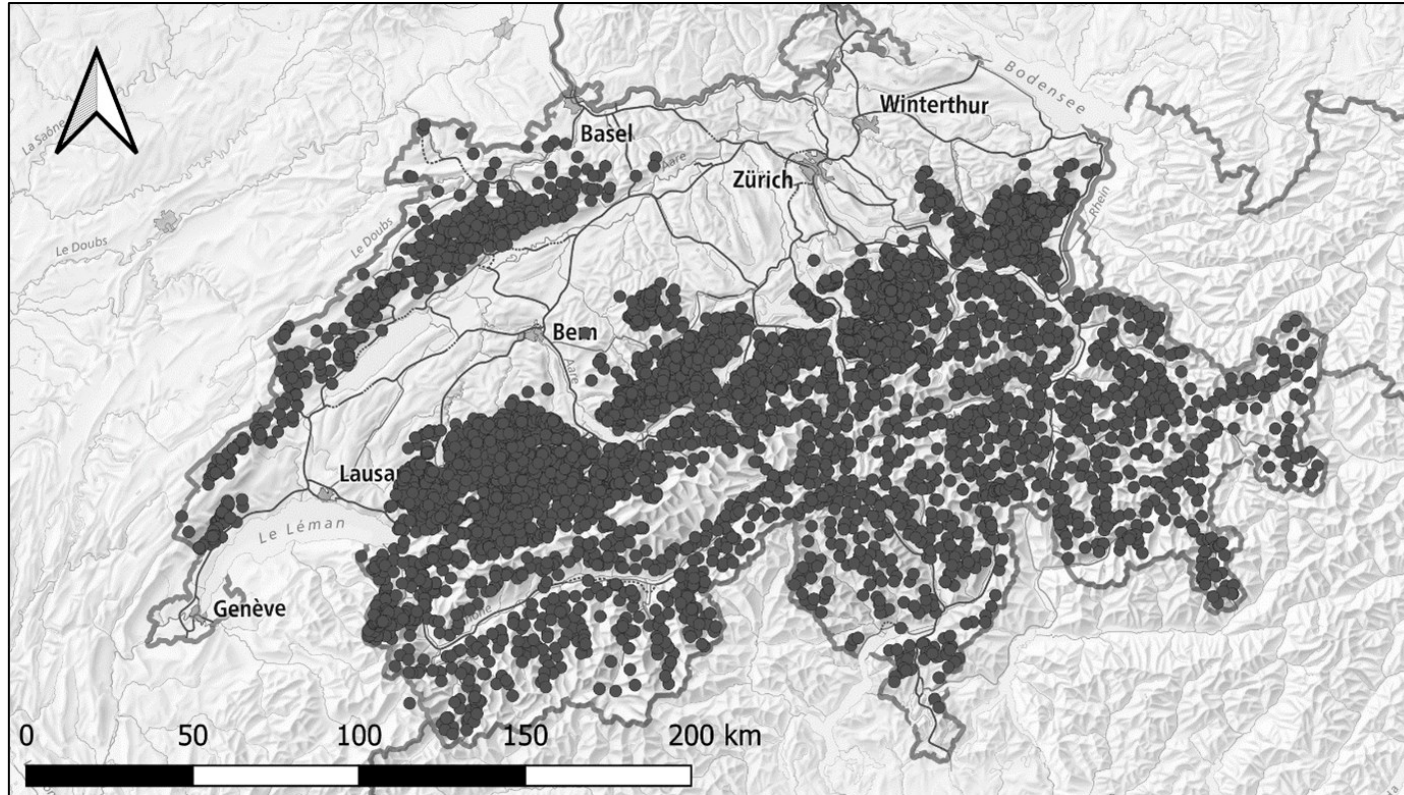 Bodensee
Winterthur
Basel
La Saône
Aare
Zürich
Rhein
Le Doubs
Le Doubs
Bern
Aare
Lausa
Le Léman
Rhône
Genève
0 50 100 150 200 km